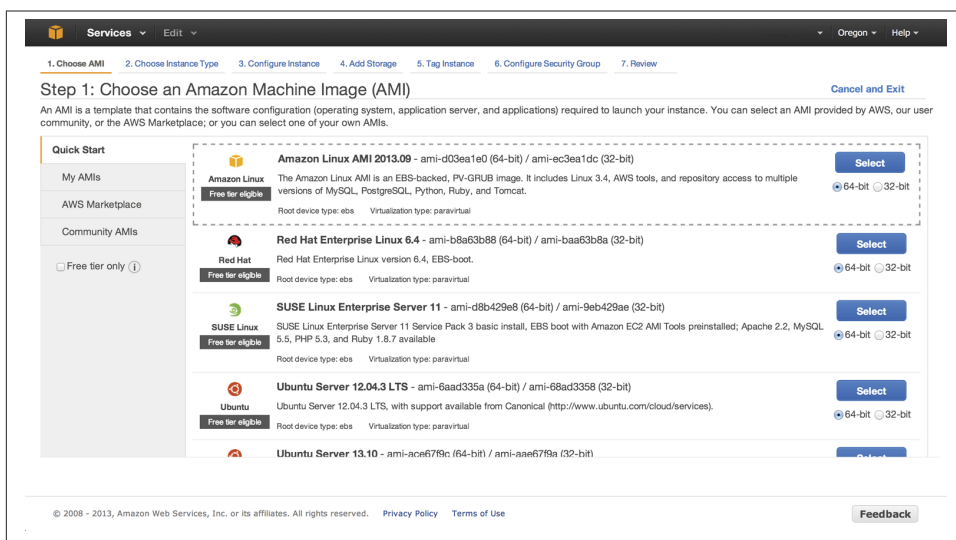 Services Edit Oregon Help
1. Choose AMI 2. Choose Instance Type 3. Configure Instance 4. Add Storage 5. Tag Instance 6. Configure Security Group 7. Review
Step 1: Choose an Amazon Machine Image (AMI)
Cancel and Exit
An AMI is a template that contains the software configuration (operating system, application server, and applications) required to launch your instance. You can select an AMI provided by AWS, our user
community, or the AWS Marketplace; or you can select one of your own AMIs.
Quick Start
My AMIs
AWS Marketplace
Community AMIs
Free tier only (i)
Amazon Linux
Free tier eligible
Amazon Linux AMI 2013.09 - ami-d03ea1e0 (64-bit) / ami-ec3ea1dc (32-bit)
The Amazon Linux AMI is an EBS-backed, PV-GRUB image. It includes Linux 3.4, AWS tools, and repository access to multiple
versions of MySQL, PostgreSQL, Python, Ruby, and Tomcat.
Root device type: ebs Virtualization type: paravirtual
Select
64-bit 32-bit
Red Hat
Free tier eligible
Red Hat Enterprise Linux 6.4 - ami-b8a63b88 (64-bit) / ami-baa63b8a (32-bit)
Red Hat Enterprise Linux version 6.4, EBS-boot.
Root device type: ebs Virtualization type: paravirtual
Select
64-bit 32-bit
SUSE Linux
Free tier eligible
SUSE Linux Enterprise Server 11 - ami-d8b429e8 (64-bit) / ami-9eb429ae (32-bit)
SUSE Linux Enterprise Server 11 Service Pack 3 basic install, EBS boot with Amazon EC2 AMI Tools preinstalled; Apache 2.2, MySQL
5.5, PHP 5.3, and Ruby 1.8.7 available
Root device type: ebs Virtualization type: paravirtual
Select
64-bit 32-bit
Ubuntu
Free tier eligible
Ubuntu Server 12.04.3 LTS - ami-6aad335a (64-bit) / ami-68ad3358 (32-bit)
Ubuntu Server 12.04.3 LTS, with support available from Canonical (http://www.ubuntu.com/cloud/services).
Root device type: ebs Virtualization type: paravirtual
Select
64-bit 32-bit
Ubuntu Server 13.10 - ami-ace67f9c (64-bit) / ami-aae67f9a (32-bit)
Select
© 2008 - 2013, Amazon Web Services, Inc. or its affiliates. All rights reserved. Privacy Policy Terms of Use
Feedback